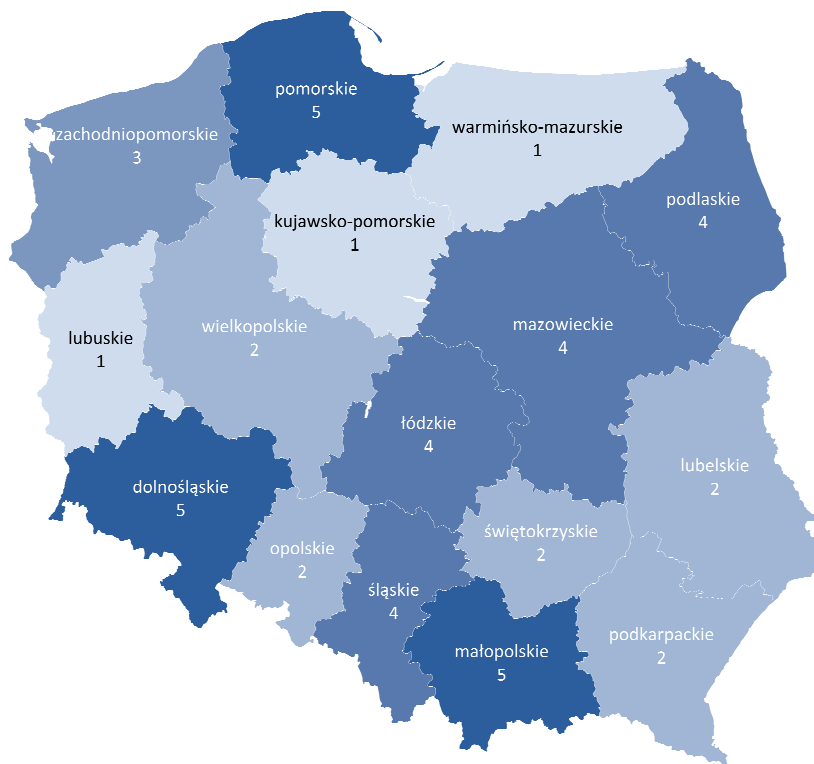 pomorskie
5
zachodniopomorskie
3
warmińsko-mazurskie
1
podlaskie
4
kujawsko-pomorskie
1
lubuskie
1
wielkopolskie
2
mazowieckie
4
łódzkie
4
dolnośląskie
5
lubelskie
2
opolskie
2
świętokrzyskie
2
śląskie
4
małopolskie
5
podkarpackie
2